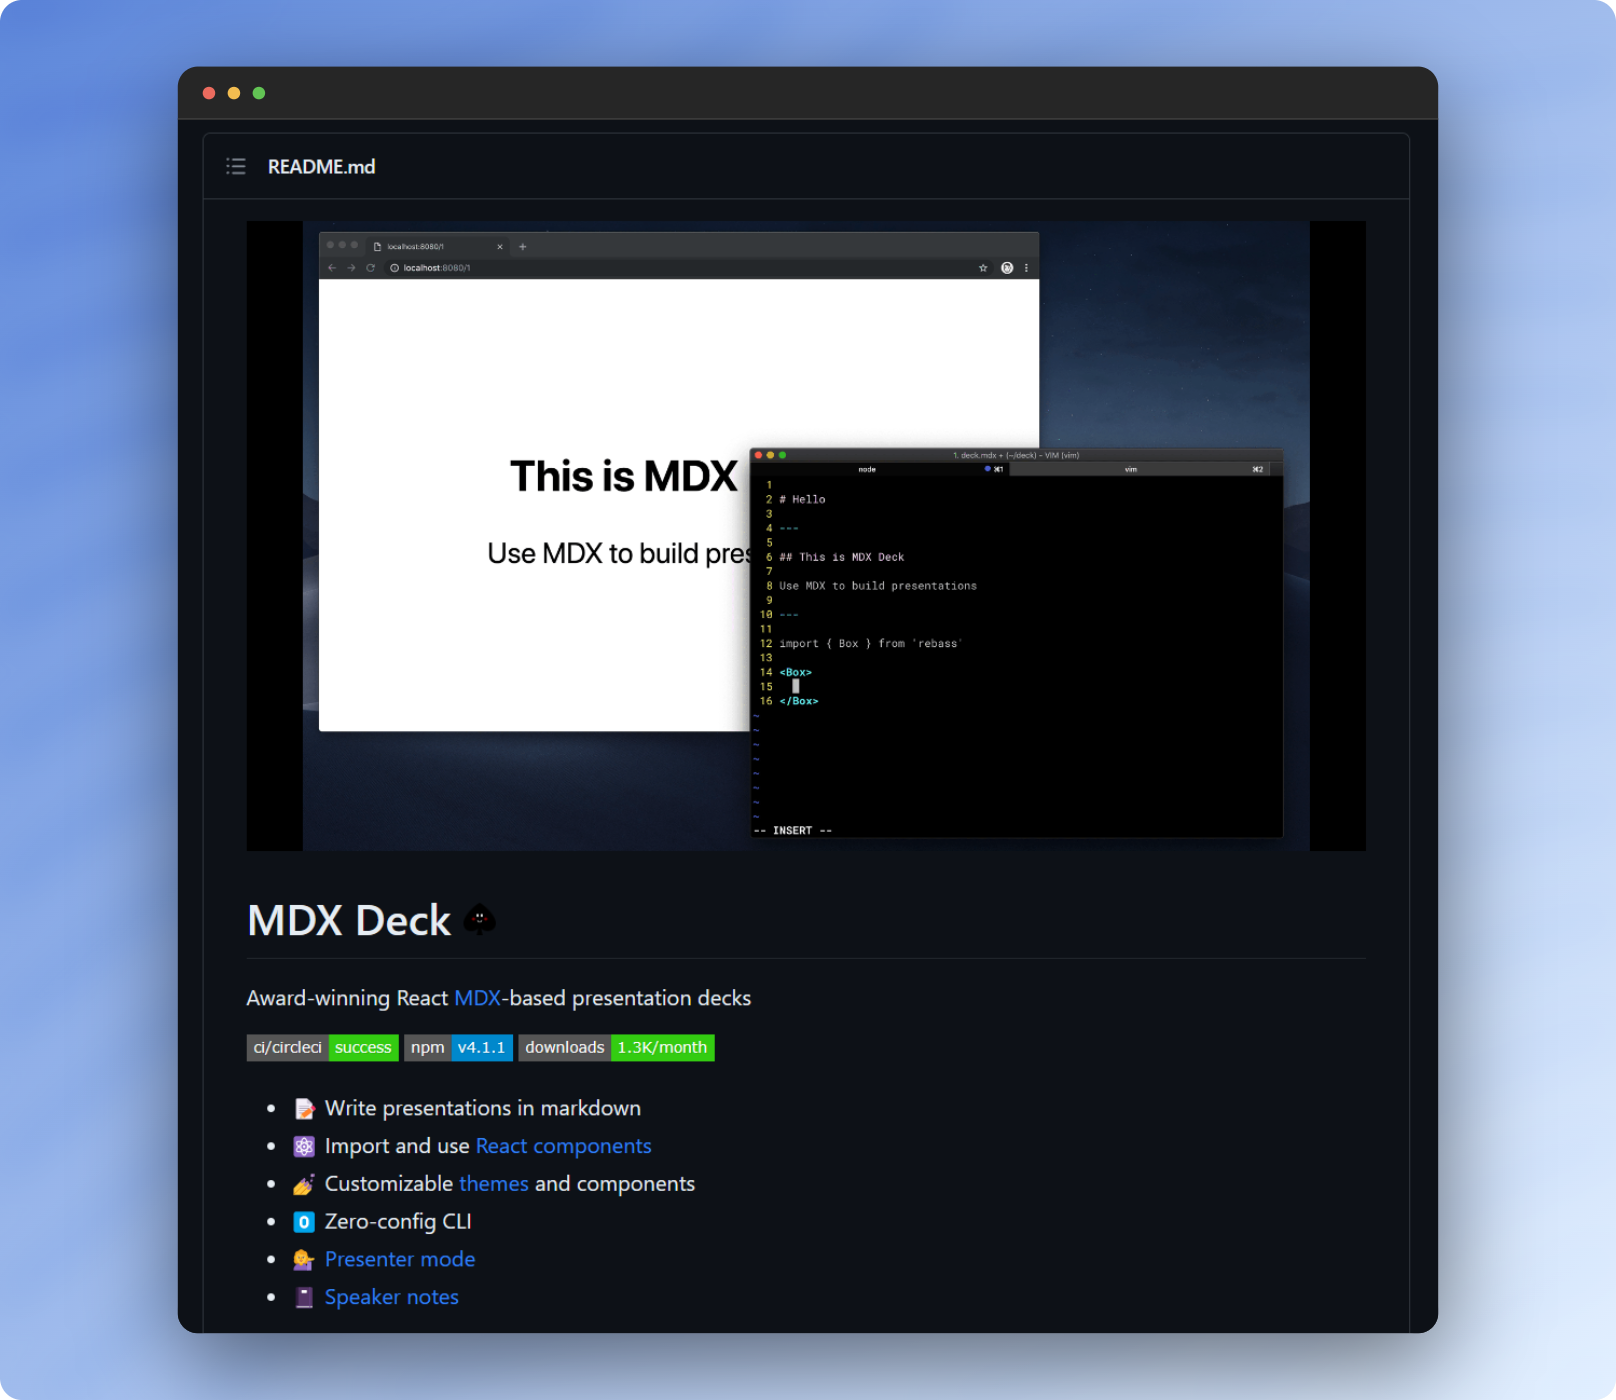 README.md
localhost:8080/1
localhost:8080/1
This is MDX
Use MDX to build pres
1. deck.mdx + (~/deck) - VIM (vim)
node ⌘1 vim ⌘2
1
2 # Hello
3
4 ---
5
6 ## This is MDX Deck
7
8 Use MDX to build presentations
9
10 ---
11
12 import { Box } from 'rebass'
13
14 <Box>
15
16 </Box>
~
~
~
~
~
~
~
~
-- INSERT --
MDX Deck
Award-winning React MDX-based presentation decks
ci/circleci success npm v4.1.1 downloads 1.3K/month
• Write presentations in markdown
• Import and use React components
• Customizable themes and components
• 0 Zero-config CLI
• Presenter mode
• Speaker notes